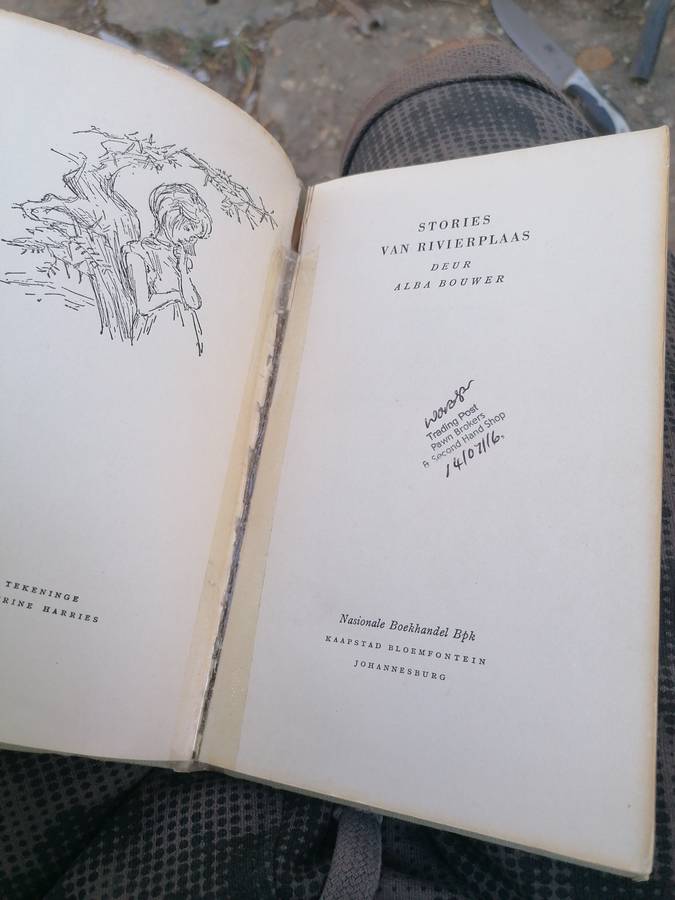 TEKENINGE
HARRIES
STORIES
VAN RIVIERPLAAS
DEUR
ALBA BOUWER
Trading Post
Pawn Brokers
& Second Hand Shop
14/07/16.
Nasionale Boekhandel Bpk
KAAPSTAD BLOEMFONTEIN
JOHANNESBURG